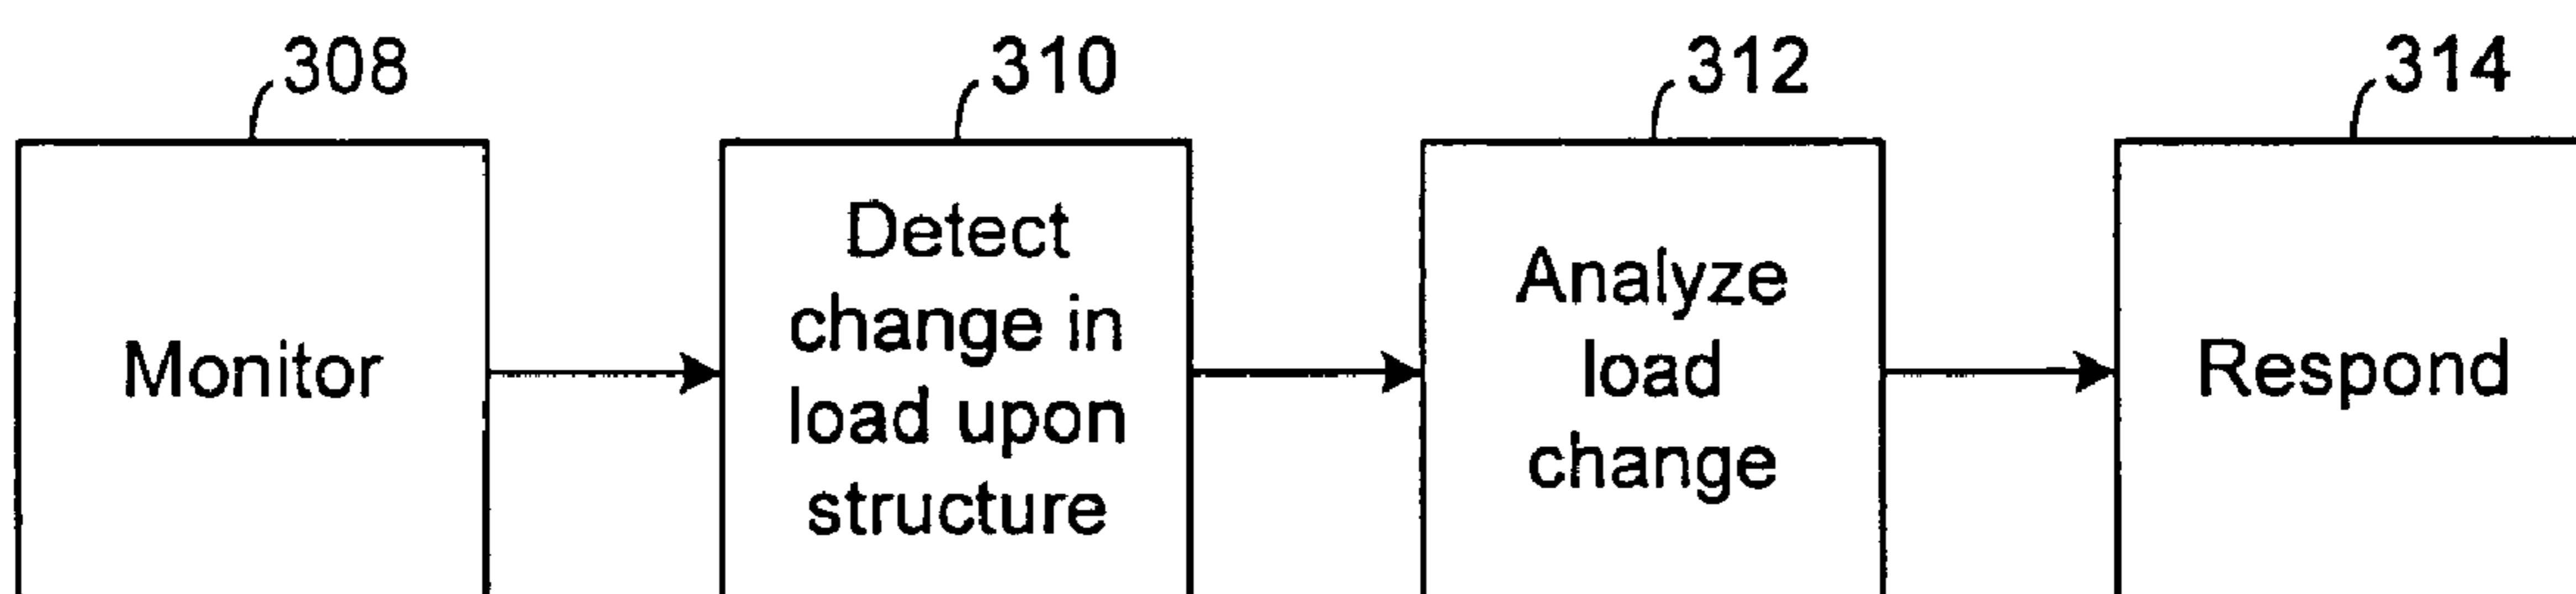 308
310
312
314
Monitor
Detect
change in
load upon
structure
Analyze
load
change
Respond